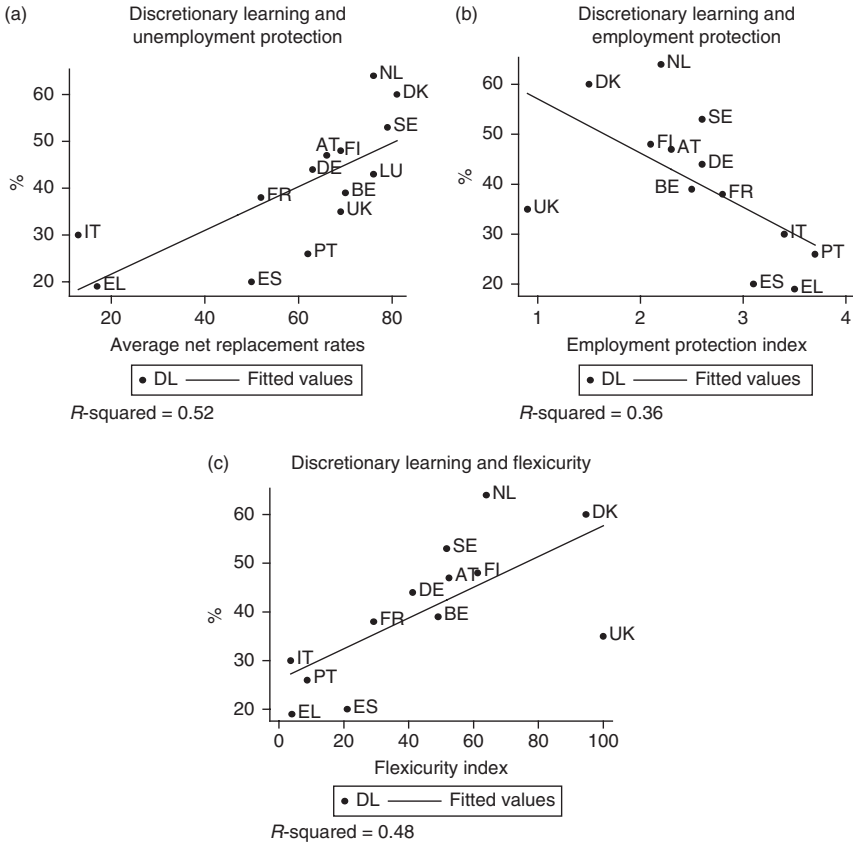 (a)
Discretionary learning and
unemployment protection
%
60
50
40
30
20
NL
DK
SE
AT
FI
DE
LU
FR
BE
UK
IT
PT
ES
EL
20
40
60
80
Average net replacement rates
DL
Fitted values
R-squared = 0.52
(b)
Discretionary learning and
employment protection
%
60
50
40
30
20
NL
DK
SE
FI
AT
DE
BE
FR
UK
IT
PT
ES
EL
1
2
3
4
Employment protection index
DL
Fitted values
R-squared = 0.36
(c)
Discretionary learning and flexicurity
%
60
50
40
30
20
NL
DK
SE
AT
FI
DE
BE
FR
UK
IT
PT
EL
ES
0
20
40
60
80
100
Flexicurity index
DL
Fitted values
R-squared = 0.48